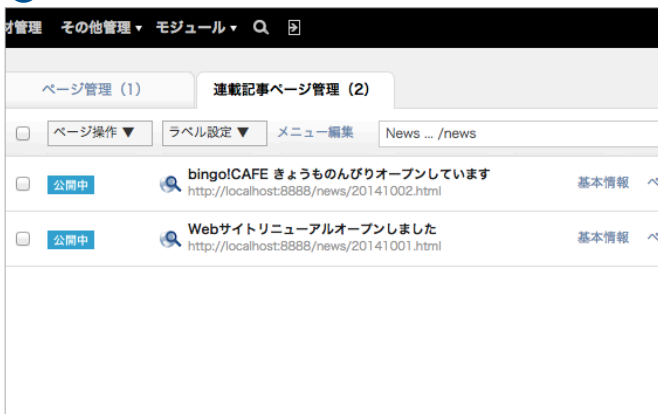 材管理 その他管理▼ モジュール▼
ページ管理（1） 連載記事ページ管理（2）
ページ操作 ▼ ラベル設定 ▼ メニュー編集 News ... /news
公開中 bingo!CAFE きょうものんびりオープンしています 基本情報 ペ
http://localhost:8888/news/20141002.html
公開中 Webサイトリニューアルオープンしました 基本情報 ペ
http://localhost:8888/news/20141001.html